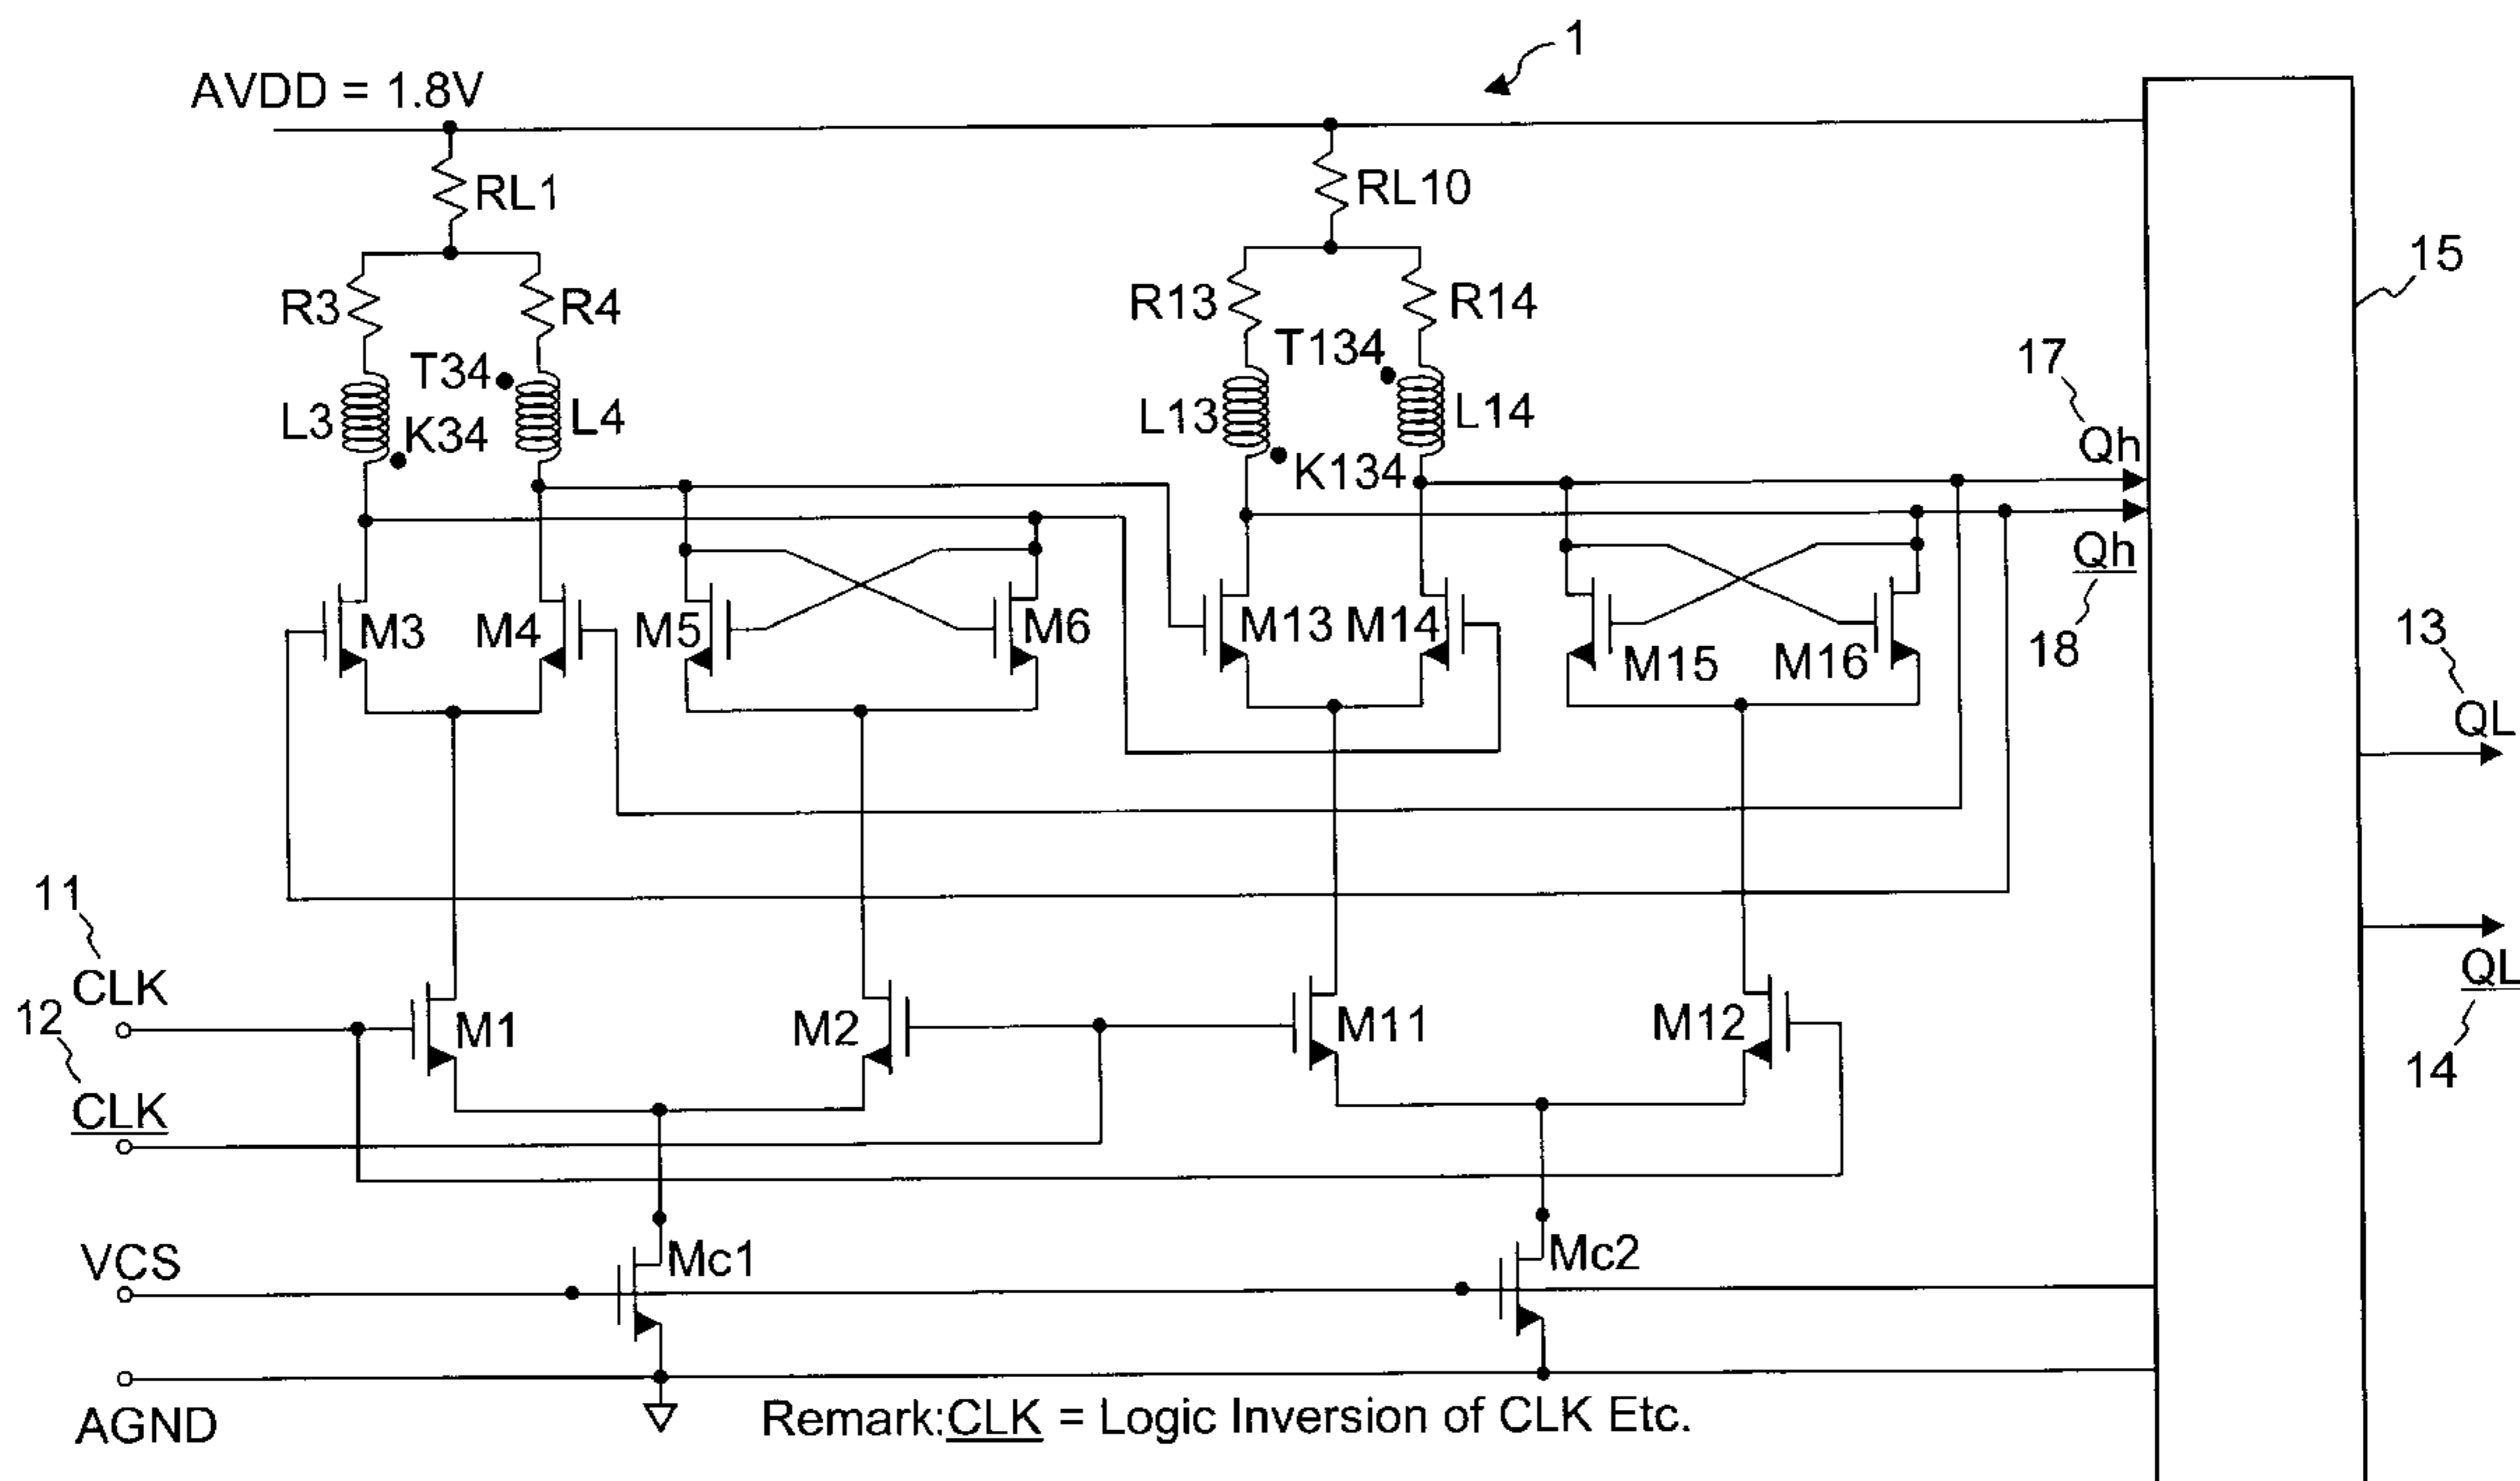 1
AVDD = 1.8V
RL1
RL10
15
R3
R4
R13
R14
T34
T134
17
L3
K34
L4
L13
K134
L14
Qh
Qh
18
13
QL
M3
M4
M5
M6
M13
M14
M15
M16
11
CLK
12
M1
M2
M11
M12
QL
14
CLK
VCS
Mc1
Mc2
AGND
Remark:CLK = Logic Inversion of CLK Etc.